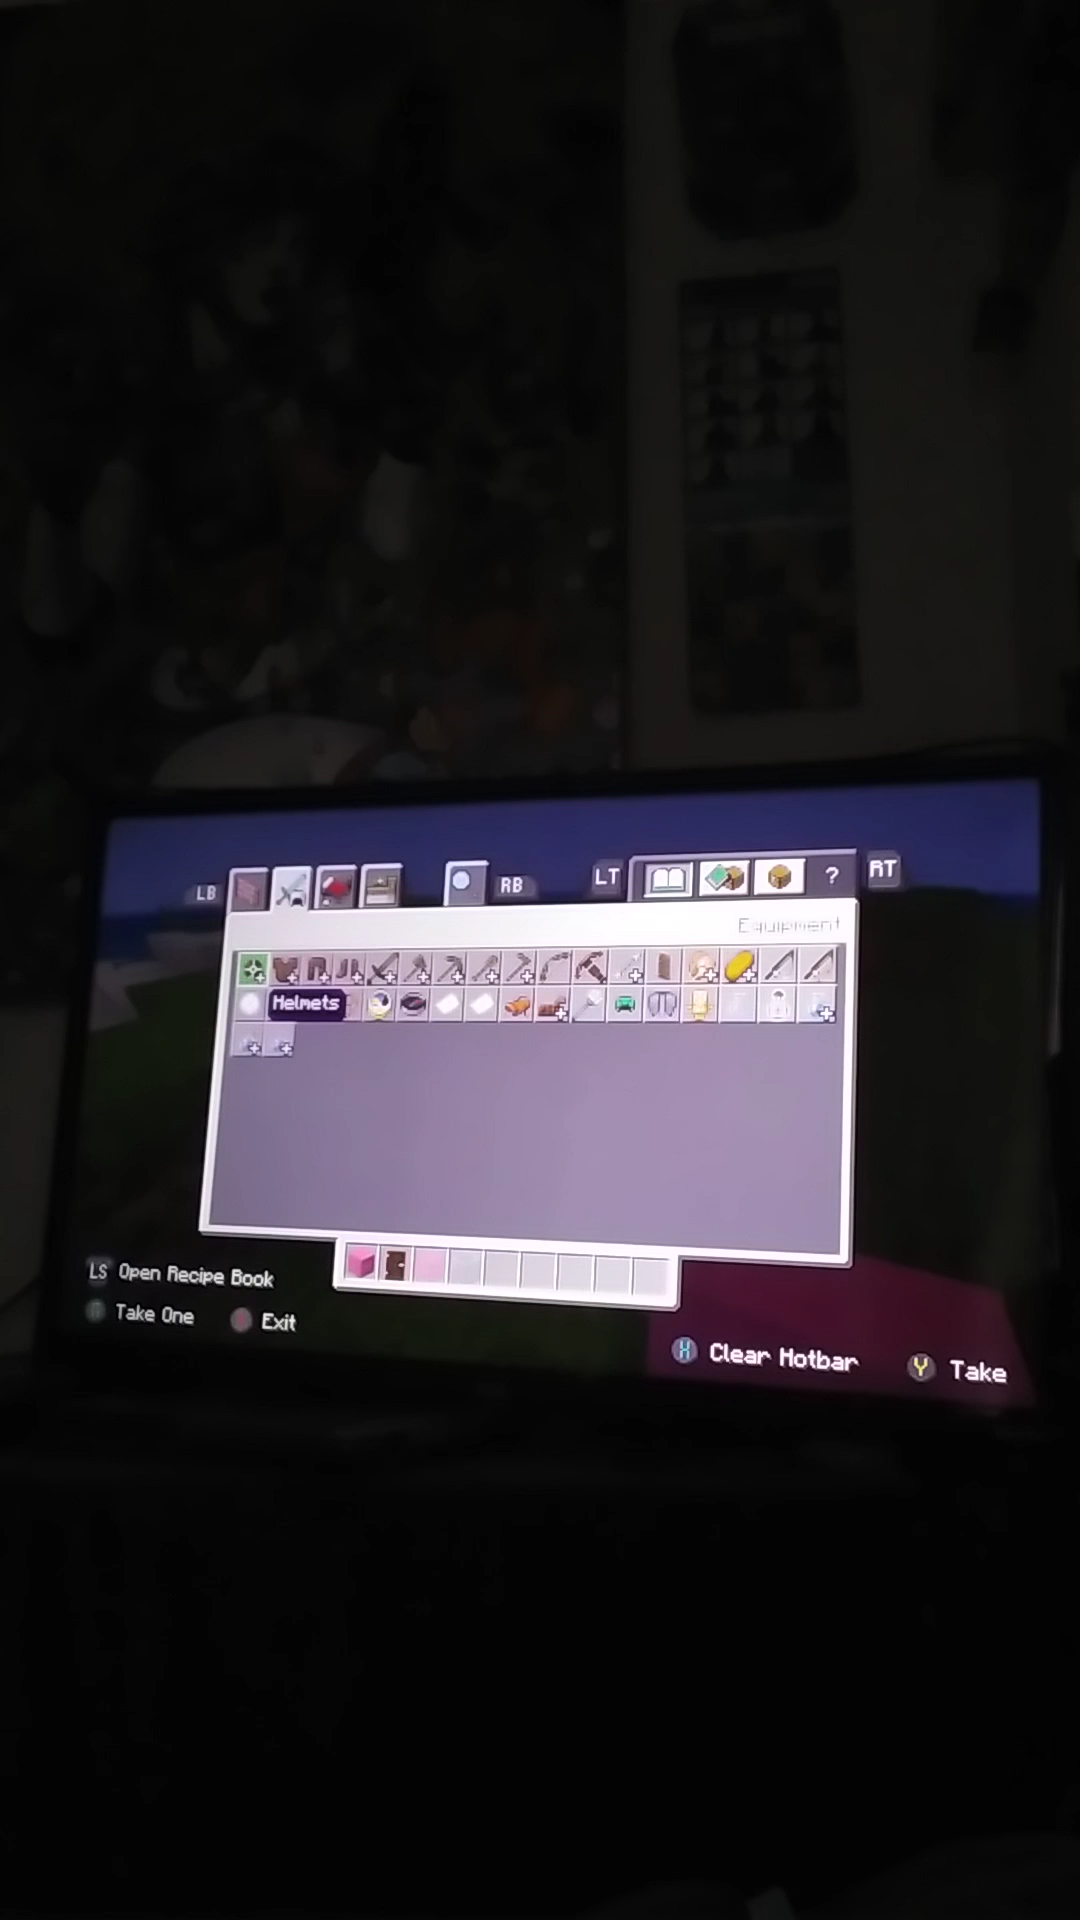 LB
RB
LT
?
RT
Equipment
Helmets
LS Open Recipe Book
Take One
Exit
X Clear Hotbar
Y Take